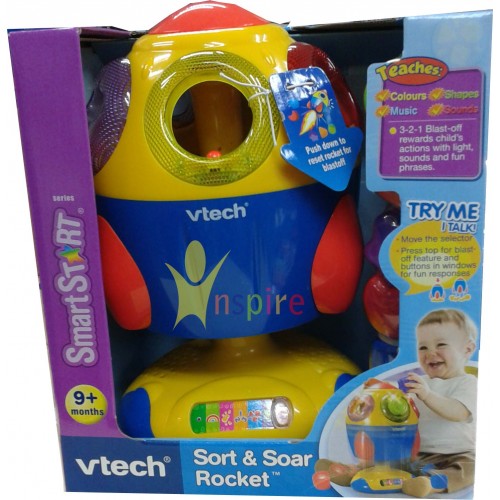 Teaches
Colours
Shapes
Music
Sounds
3-2-1 Blast-off
rewards child's
actions with light,
sounds and fun
phrases.
Push down to
reset rocket for
blastoff
TRY ME
I TALK!
Move the selector
Press top for blast-
off feature and
buttons in windows
for fun responses
vtech
nspire
series
SmartSTART
9+
months
vtech
Sort & Soar
Rocket™